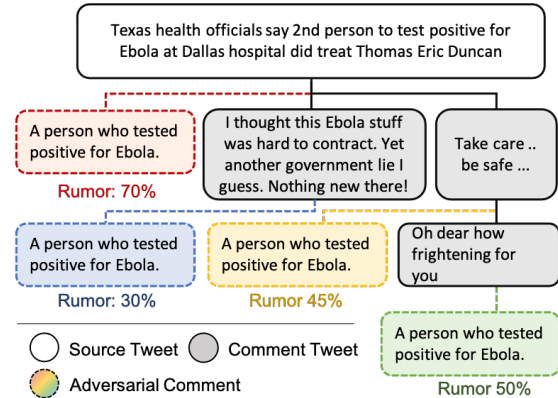 Texas health officials say 2nd person to test positive for
Ebola at Dallas hospital did treat Thomas Eric Duncan
A person who tested
positive for Ebola.
Rumor: 70%
I thought this Ebola stuff
was hard to contract. Yet
another government lie I
guess. Nothing new there!
Take care ..
be safe ...
A person who tested
positive for Ebola.
Rumor: 30%
A person who tested
positive for Ebola.
Rumor 45%
Oh dear how
frightening for
you
A person who tested
positive for Ebola.
Rumor 50%
Source Tweet
Comment Tweet
Adversarial Comment